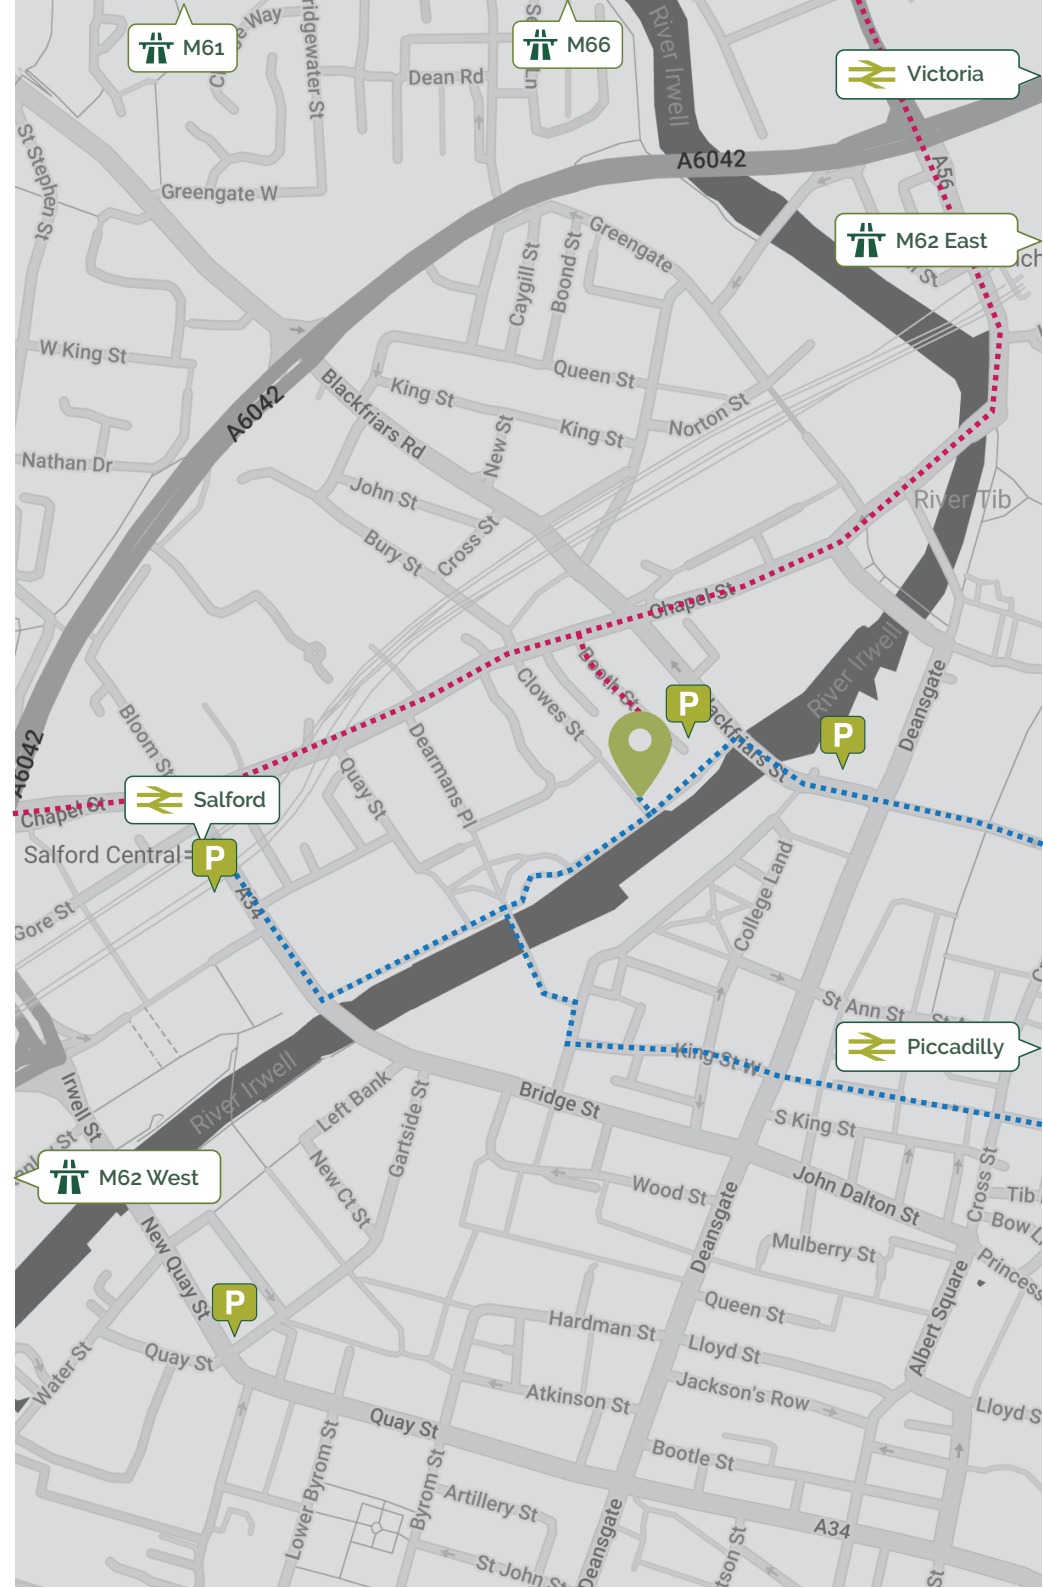 M61
M66
Victoria
Dean Rd
River Irwell
A6042
A56
St Stephen St
Greengate W
Greengate
M62 East
Caygill St
Boond St
W King St
Queen St
King St
Blackfriars Rd
A6042
Norton St
King St
New St
Nathan Dr
John St
River Tib
Cross St
Bury St
Chapel St
River Irwell
Booth St
Clowes St
Deansgate
P
Bloom St
Dearmans Pl
P
A6042
Quay St
Salford
Chapel St
Salford Central
P
College Land
A34
Gore St
St Ann St
Piccadilly
King St W
River Irwell
Left Bank
Irwell St
Gartside St
Bridge St
S King St
M62 West
New Ct St
Wood St
John Dalton St
Cross St
Tib
Bow
New Quay St
Deansgate
Mulberry St
Princess
P
Queen St
Albert Square
Hardman St
Lloyd St
Quay St
Water St
Jackson's Row
Atkinson St
Lloyd S
Quay St
Bootle St
Lower Byrom St
Byrom St
Artillery St
A34
Deansgate
St John St